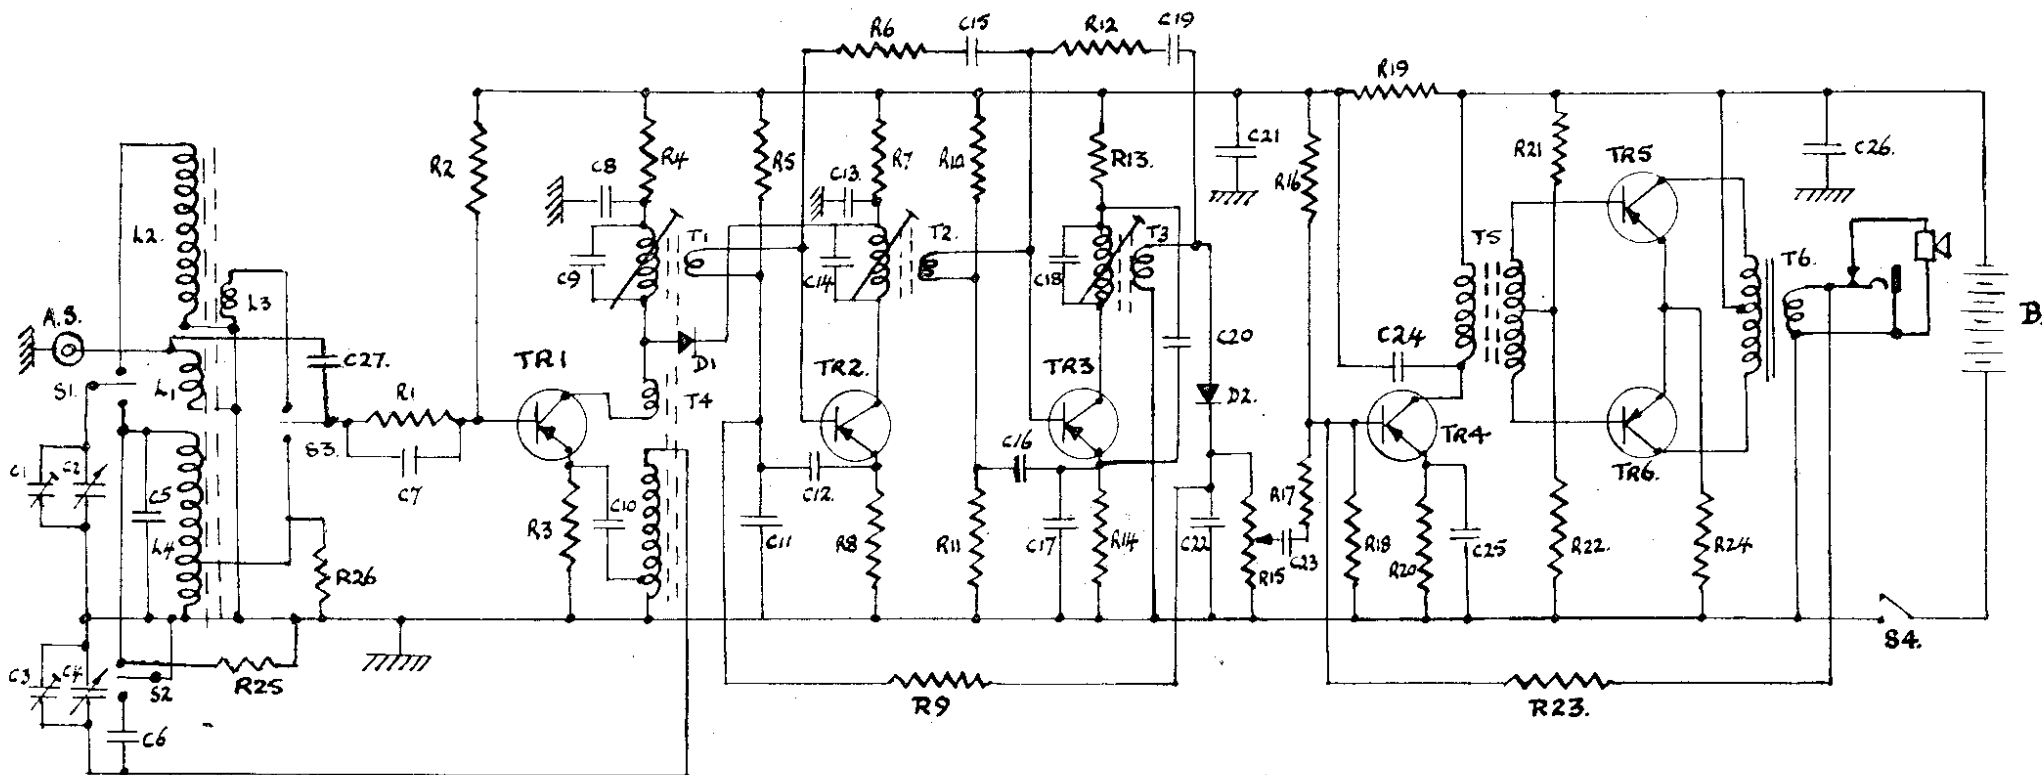 R6 C15 R12 C19
R19
R2 C8 R4 R5 C13 R7 R10 R13. C21 R16 R21 TR5 C26.
L2. T1 T2. T3 T5 T6.
L3 C9 C14 C18
A.S. B
C27. D1 C20 C24
TR1 TR2 TR3
S1. L1 R1 T4 D2. TR4
S3. C16 TR6.
C1 C2 C5 C7 C10 C12. R17
L4 R3 C11 R8 R11 C17 R14 C22 C23 R18 C25 R22. R24
R26 R15 R20
S4.
C3 C4 S2
R25 R9 R23.
C6